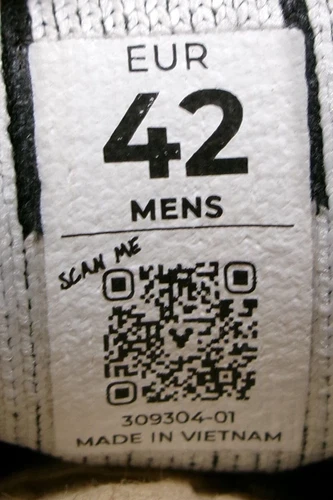 EUR
42
MENS
SCAN ME
309304-01
MADE IN VIETNAM